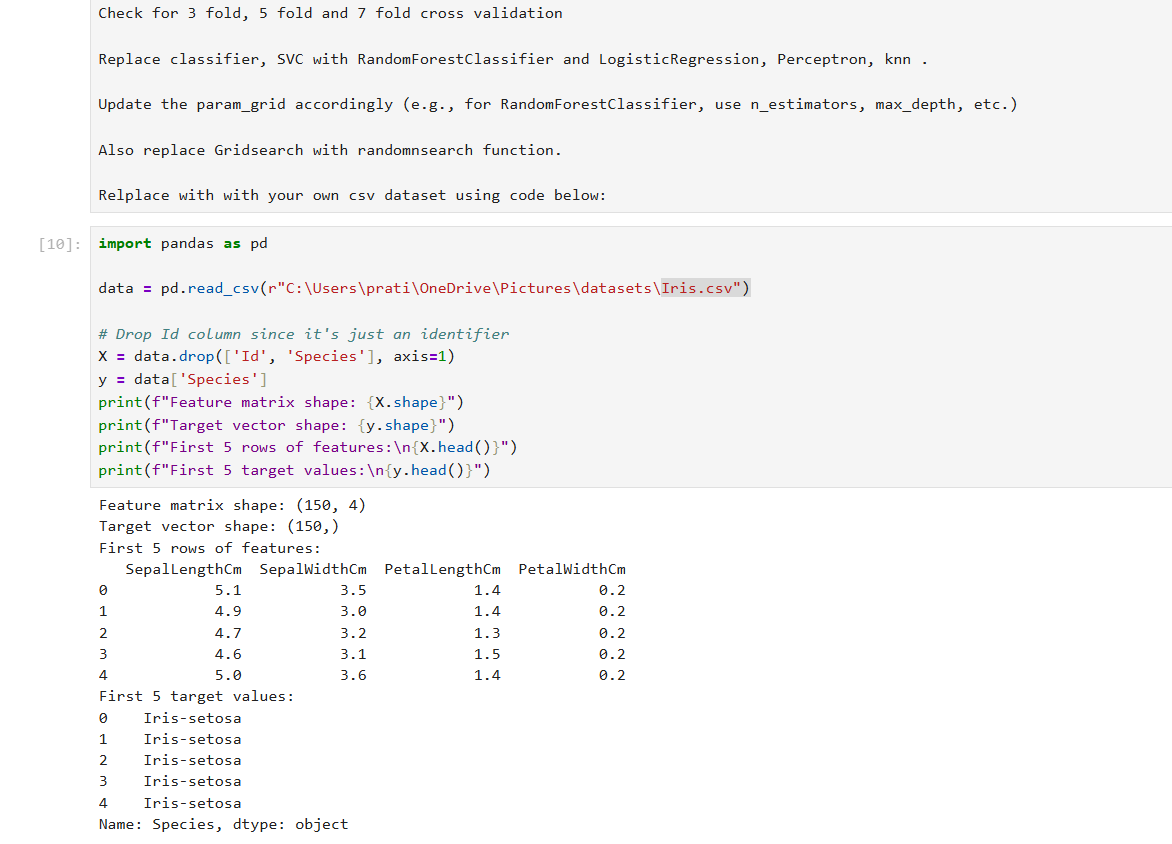 Check for 3 fold, 5 fold and 7 fold cross validation
Replace classifier, SVC with RandomForestClassifier and LogisticRegression, Perceptron, knn .
Update the param_grid accordingly (e.g., for RandomForestClassifier, use n_estimators, max_depth, etc.)
Also replace Gridsearch with randomnsearch function.
Relplace with with your own csv dataset using code below:
[10]: import pandas as pd
data = pd.read_csv(r"C:\Users\prati\OneDrive\Pictures\datasets\Iris.csv")
# Drop Id column since it's just an identifier
X = data.drop(['Id', 'Species'], axis=1)
y = data['Species']
print(f"Feature matrix shape: {X.shape}")
print(f"Target vector shape: {y.shape}")
print(f"First 5 rows of features:\n{X.head()}")
print(f"First 5 target values:\n{y.head()}")
Feature matrix shape: (150, 4)
Target vector shape: (150,)
First 5 rows of features:
   SepalLengthCm  SepalWidthCm  PetalLengthCm  PetalWidthCm
0            5.1           3.5            1.4           0.2
1            4.9           3.0            1.4           0.2
2            4.7           3.2            1.3           0.2
3            4.6           3.1            1.5           0.2
4            5.0           3.6            1.4           0.2
First 5 target values:
0    Iris-setosa
1    Iris-setosa
2    Iris-setosa
3    Iris-setosa
4    Iris-setosa
Name: Species, dtype: object